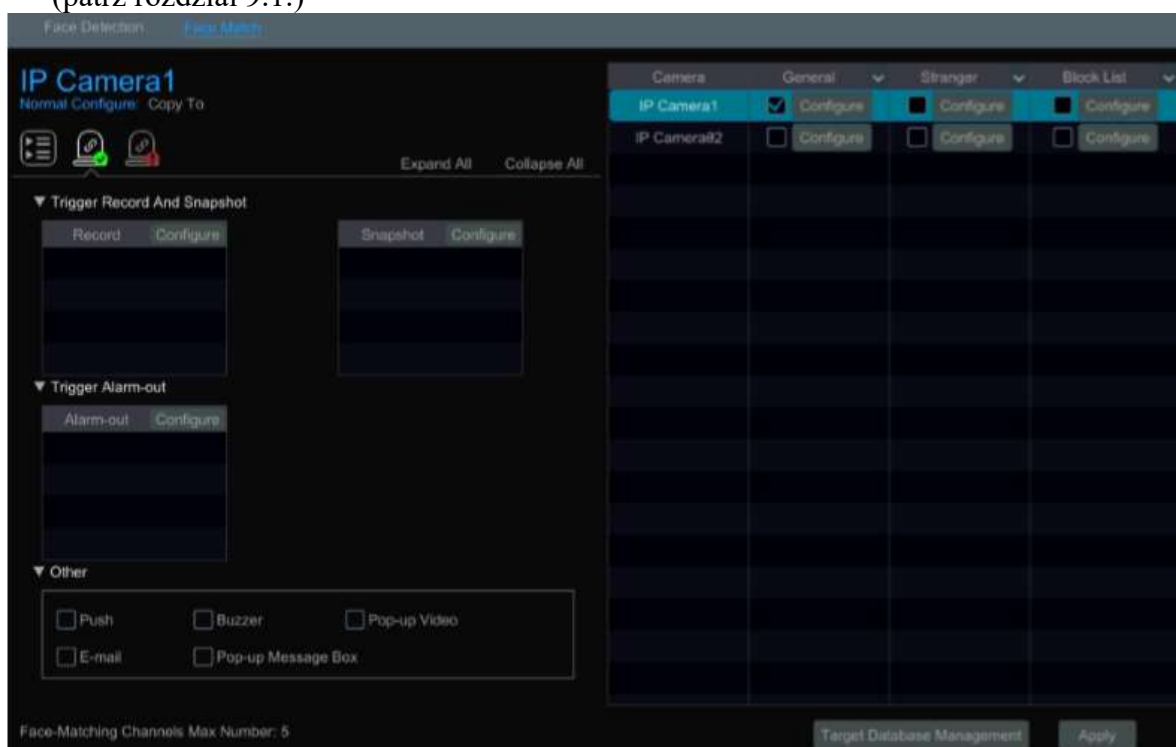 (patrz rozdział 9.1.)
Face Detection Face Match
IP Camera1
Normal Configure: Copy To
Expand All Collapse All
Trigger Record And Snapshot
Record Configure Snapshot Configure
Trigger Alarm-out
Alarm-out Configure
Other
Push Buzzer Pop-up Video
E-mail Pop-up Message Box
Face-Matching Channels Max Number: 5
Camera General Stranger Block List
IP Camera1 Configure Configure Configure
IP Camera02 Configure Configure Configure
Target Database Management Apply